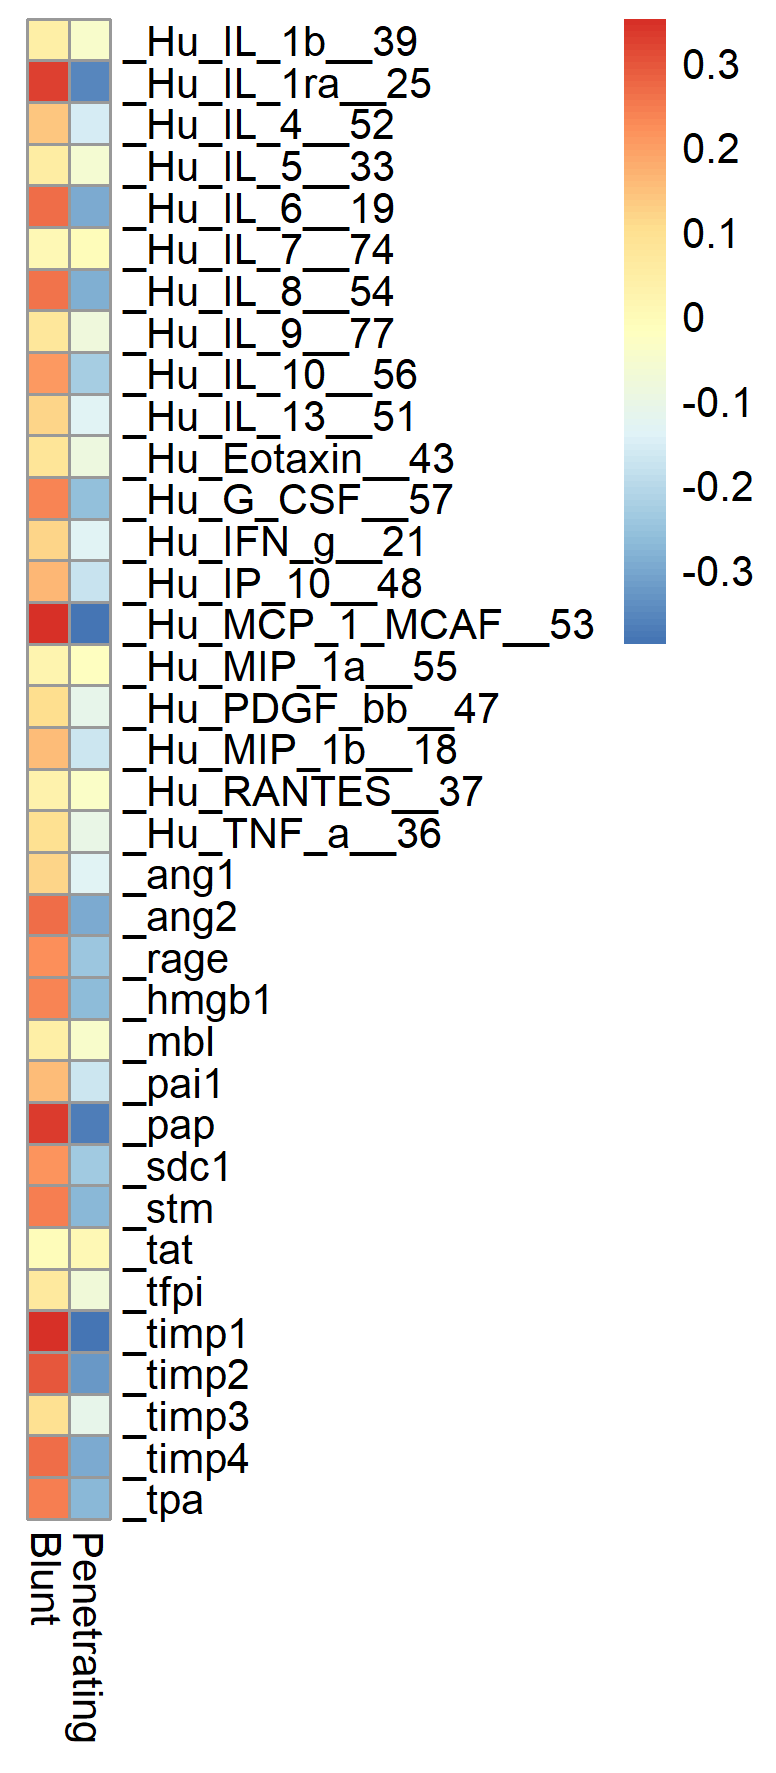 _Hu_IL_1b__39
_Hu_IL_1ra__25
_Hu_IL_4__52
_Hu_IL_5__33
_Hu_IL_6__19
_Hu_IL_7__74
_Hu_IL_8__54
_Hu_IL_9__77
_Hu_IL_10__56
_Hu_IL_13__51
_Hu_Eotaxin__43
_Hu_G_CSF__57
_Hu_IFN_g__21
_Hu_IP_10__48
_Hu_MCP_1_MCAF__53
_Hu_MIP_1a__55
_Hu_PDGF_bb__47
_Hu_MIP_1b__18
_Hu_RANTES__37
_Hu_TNF_a__36
_ang1
_ang2
_rage
_hmgb1
_mbl
_pai1
_pap
_sdc1
_stm
_tat
_tfpi
_timp1
_timp2
_timp3
_timp4
_tpa
Blunt
Penetrating
0.3
0.2
0.1
0
-0.1
-0.2
-0.3